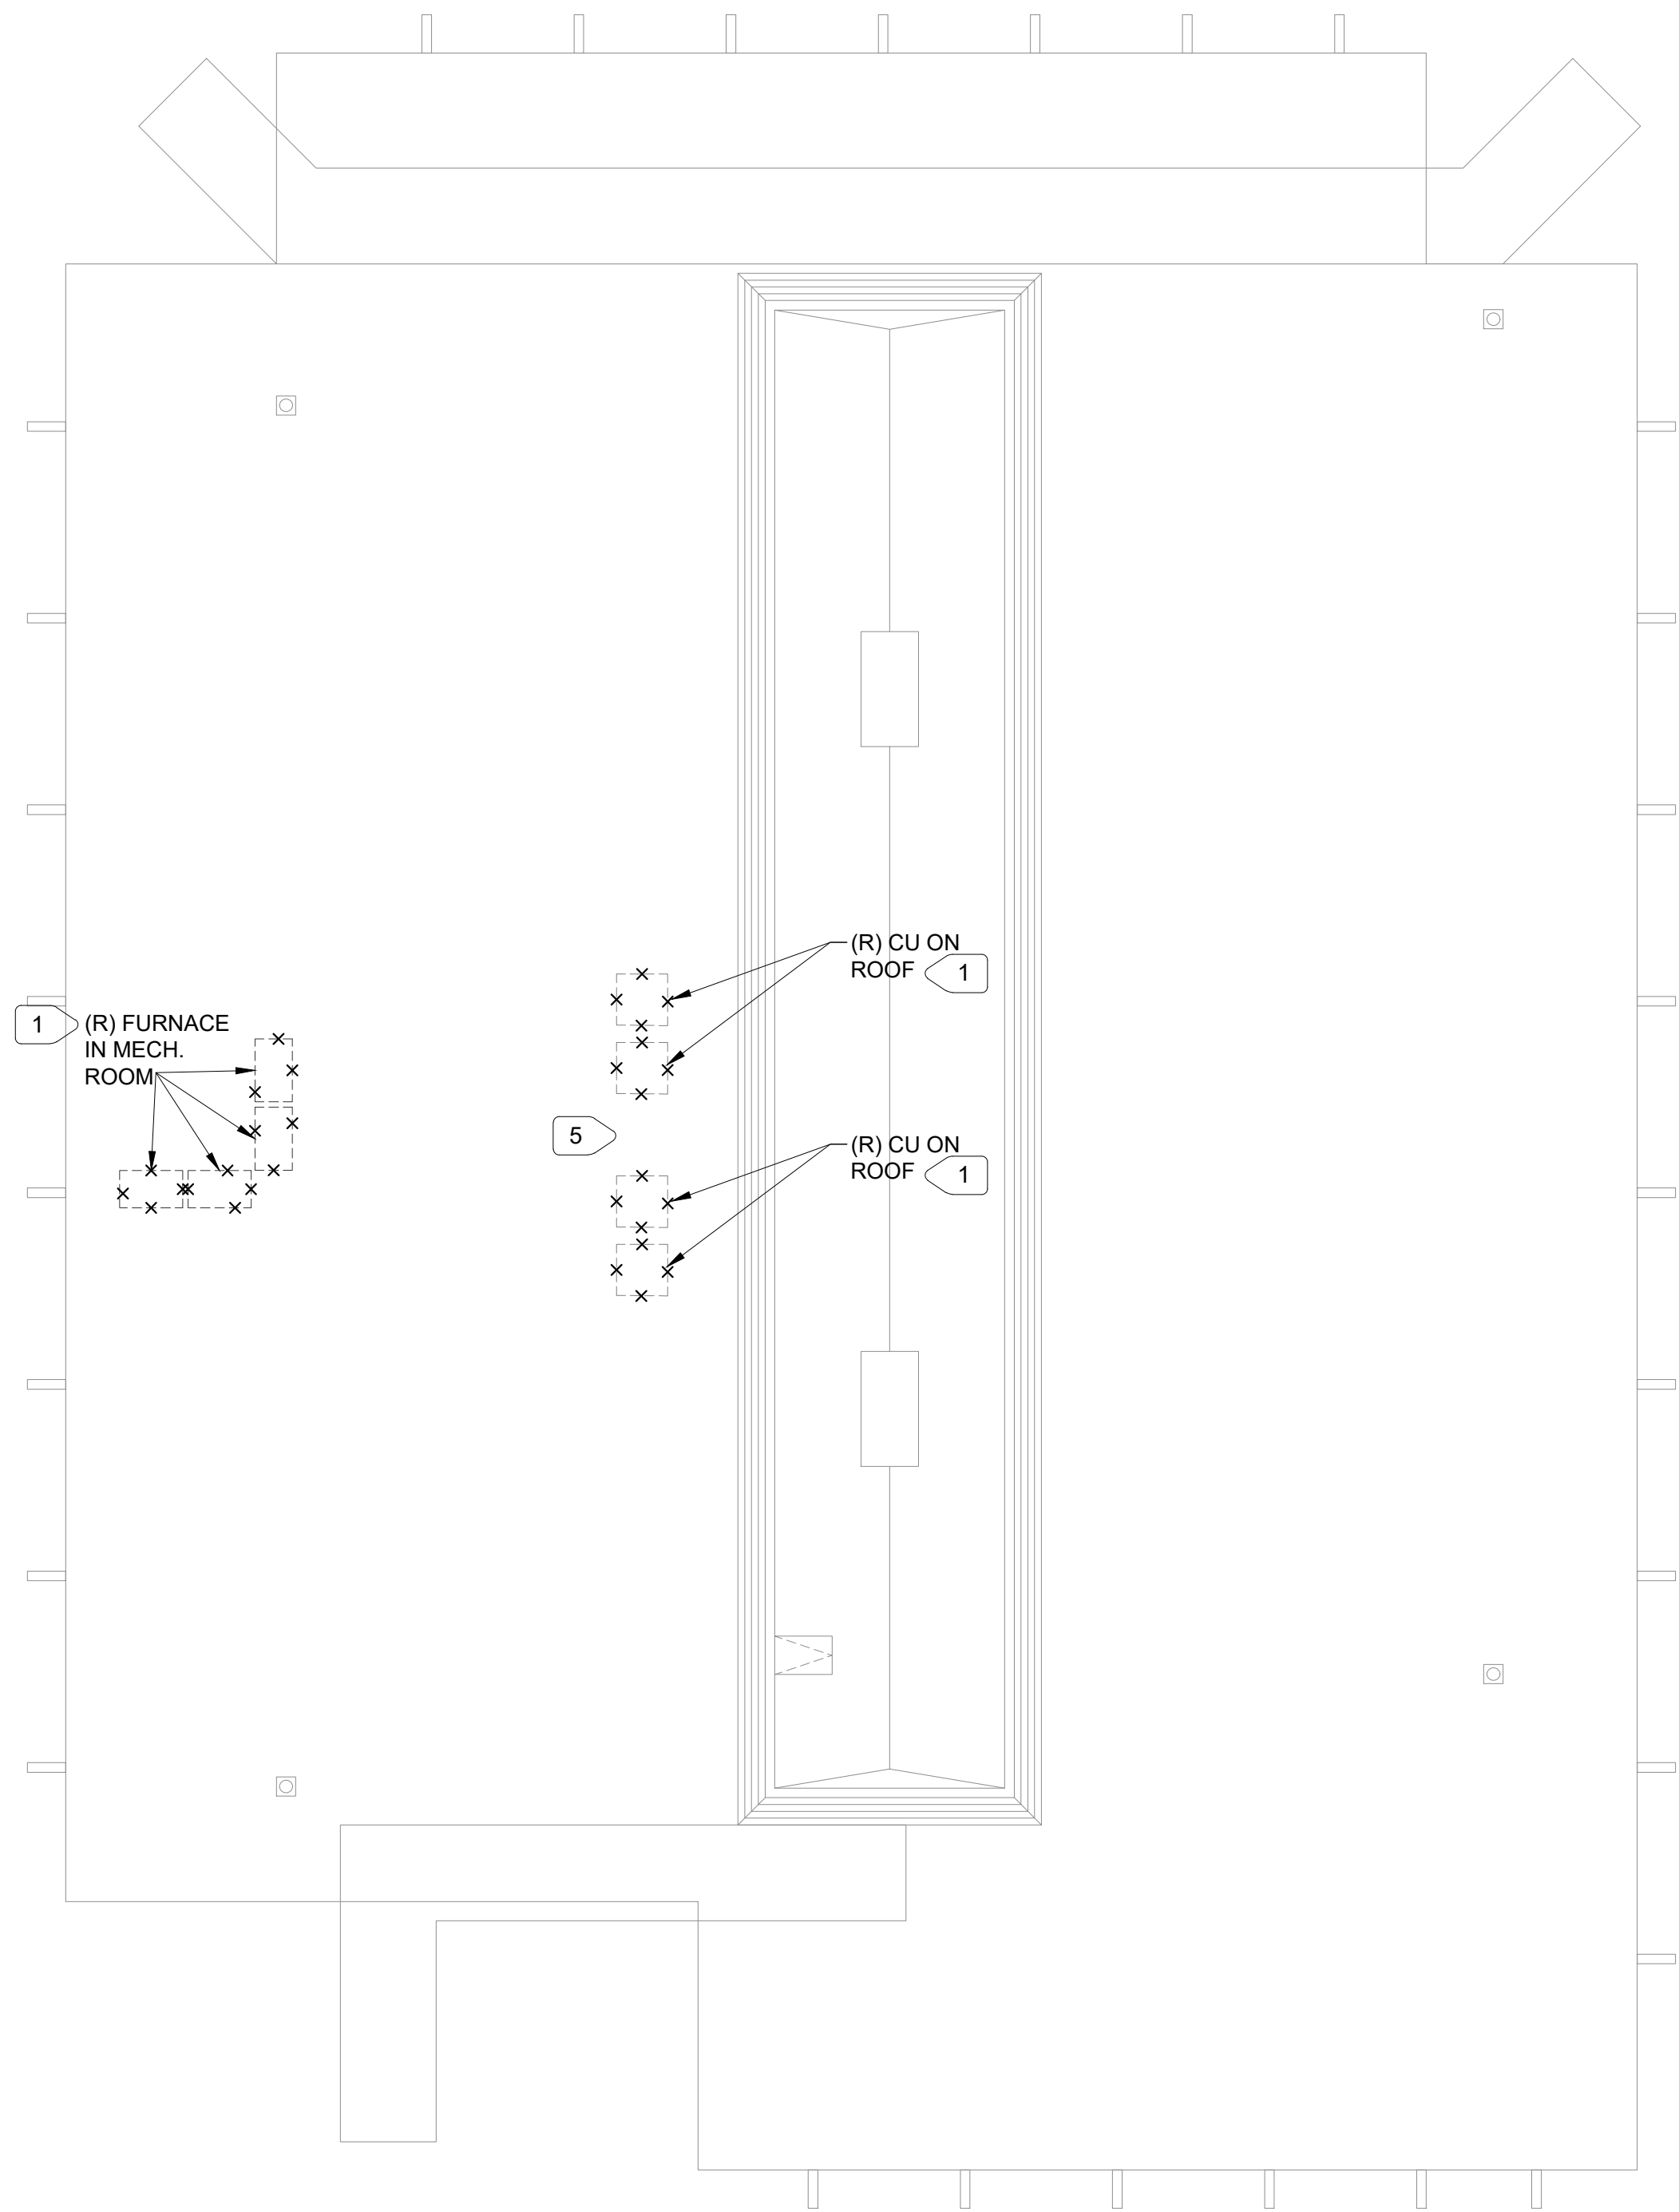 (R) CU ON
ROOF
1
1
(R) FURNACE
IN MECH.
ROOM
5
(R) CU ON
ROOF
1